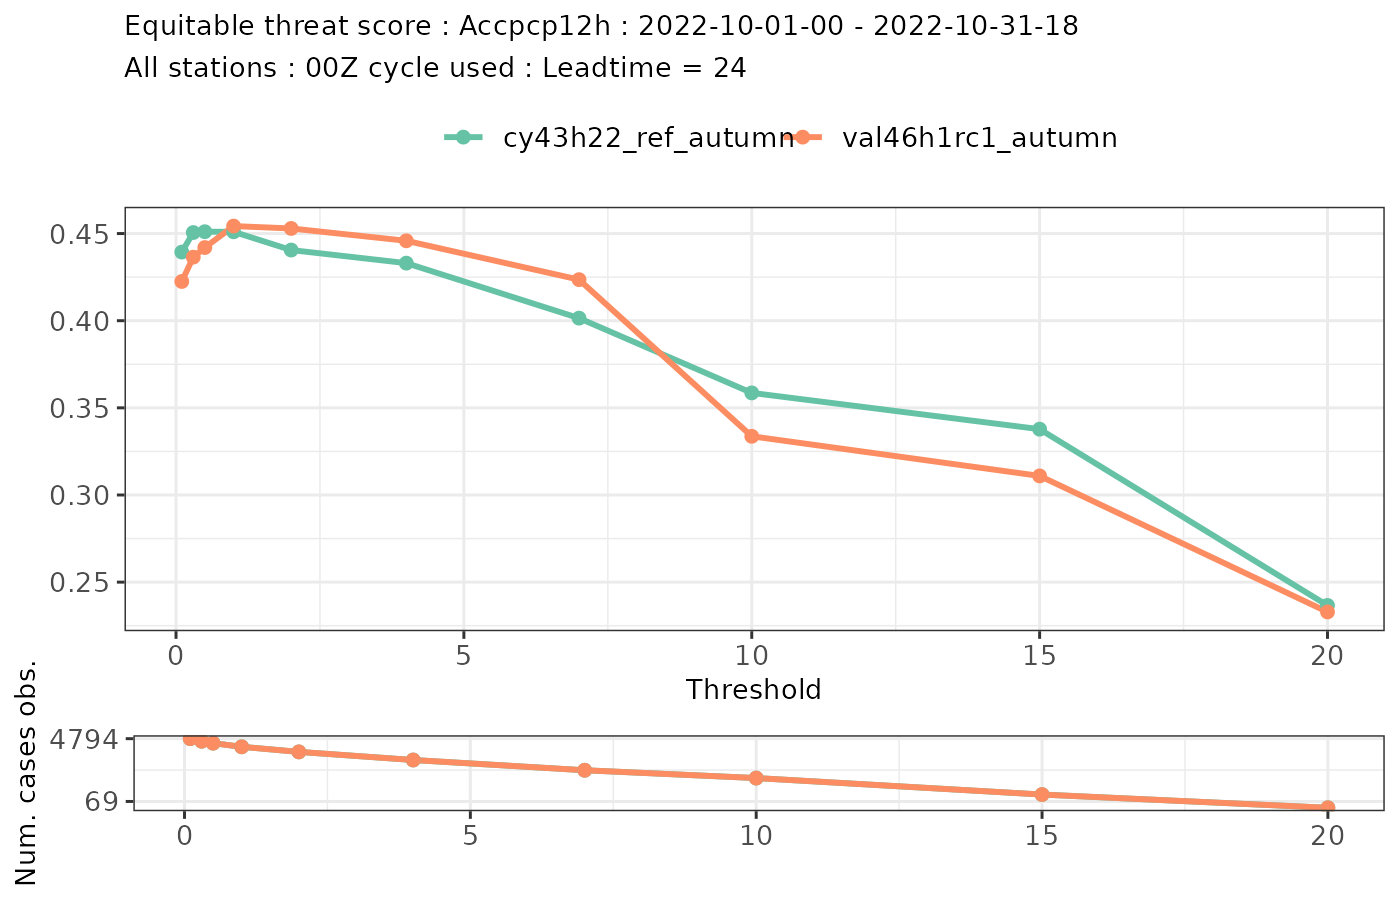 Equitable threat score : Accpcp12h : 2022-10-01-00 - 2022-10-31-18
All stations : 00Z cycle used : Leadtime = 24
cy43h22_ref_autumn val46h1rc1_autumn
0.45
0.40
0.35
0.30
0.25
0 5 10 15 20
Threshold
Num. cases obs.
4794
69
0 5 10 15 20